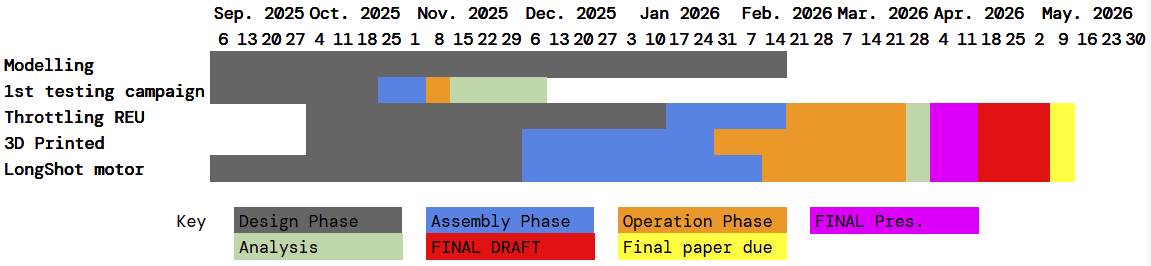 Sep. 2025 Oct. 2025 Nov. 2025 Dec. 2025 Jan 2026 Feb. 2026 Mar. 2026 Apr. 2026 May. 2026
6 13 20 27 4 11 18 25 1 8 15 22 29 6 13 20 27 3 10 17 24 31 7 14 21 28 7 14 21 28 4 11 18 25 2 9 16 23 30
Modelling
1st testing campaign
Throttling REU
3D Printed
LongShot motor
Key Design Phase Assembly Phase Operation Phase FINAL Pres.
Analysis FINAL DRAFT Final paper due